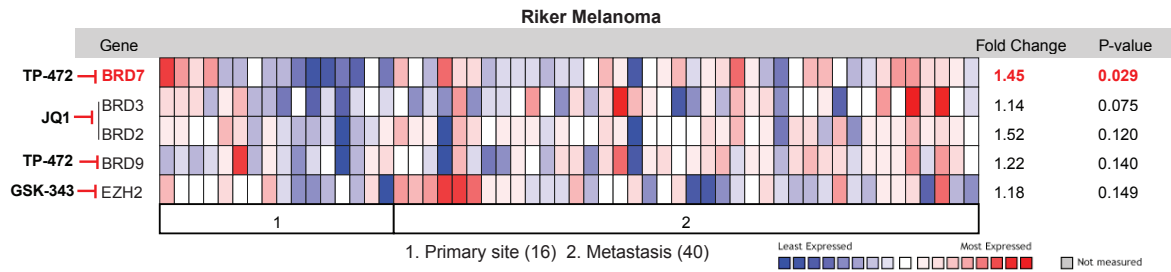 Riker Melanoma
Gene Fold Change P-value
TP-472 BRD7 1.45 0.029
BRD3 1.14 0.075
JQ1
BRD2 1.52 0.120
TP-472 BRD9 1.22 0.140
GSK-343 EZH2 1.18 0.149
1 2
1. Primary site (16) 2. Metastasis (40)
Least Expressed Most Expressed
Not measured